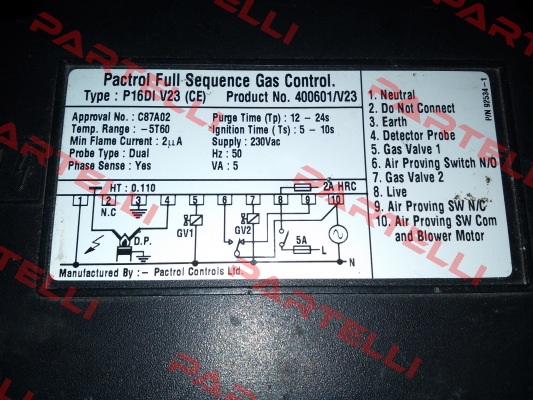 Pactrol Full Sequence Gas Control.
Type : P16DI V23 (CE) Product No. 400601/V23
Approval No. : C87A02
Temp. Range : -5T60
Min Flame Current : 2µA
Probe Type : Dual
Phase Sense : Yes
Purge Time (Tp) : 12 - 24s
Ignition Time (Ts) : 5 - 10s
Supply : 230Vac
Hz : 50
VA : 5
HT : 0.110
2A HRC
1 2 3 4 5 6 7 8 9 10
N.C
D.P.
GV1
GV2
5A
L
N
Manufactured By :- Pactrol Controls Ltd.
1. Neutral
2. Do Not Connect
3. Earth
4. Detector Probe
5. Gas Valve 1
6. Air Proving Switch N/O
7. Gas Valve 2
8. Live
9. Air Proving SW N/C
10. Air Proving SW Com
and Blower Motor
P/N 92534-1
PARTELLI
PARTELLI
PARTELLI
PARTELLI